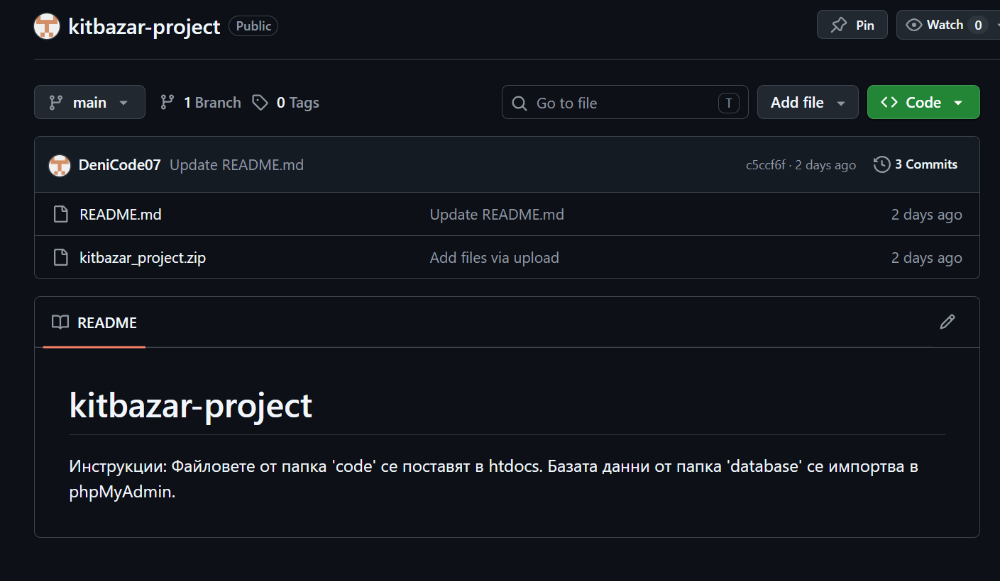 kitbazar-project Public Pin Watch 0
main 1 Branch 0 Tags Go to file T Add file Code
DeniCode07 Update README.md c5ccf6f · 2 days ago 3 Commits
README.md Update README.md 2 days ago
kitbazar_project.zip Add files via upload 2 days ago
README
kitbazar-project
Инструкции: Файловете от папка 'code' се поставят в htdocs. Базата данни от папка 'database' се импортва в
phpMyAdmin.